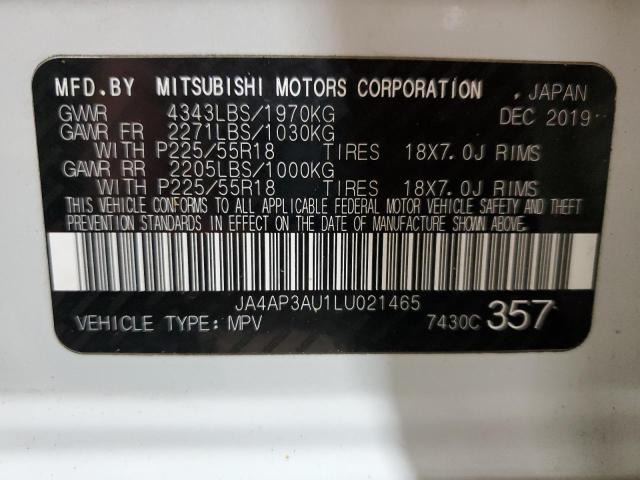 MFD.BY MITSUBISHI MOTORS CORPORATION . JAPAN
GVWR 4343LBS/1970KG DEC 2019
GAWR FR 2271LBS/1030KG
WITH P225/55R18 TIRES 18X7.0J RIMS
GAWR RR 2205LBS/1000KG
WITH P225/55R18 TIRES 18X7.0J RIMS
THIS VEHICLE CONFORMS TO ALL APPLICABLE FEDERAL MOTOR VEHICLE SAFETY AND THEFT
PREVENTION STANDARDS IN EFFECT ON THE DATE OF MANUFACTURE SHOWN ABOVE.
JA4AP3AU1LU021465
VEHICLE TYPE: MPV 7430C 357